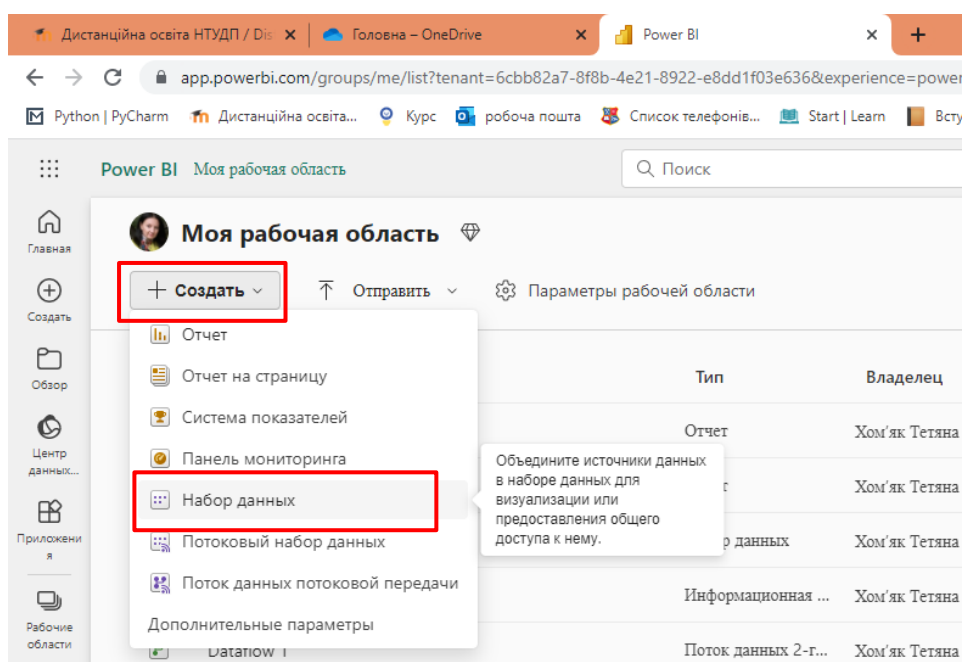 Дистанційна освіта НТУДП / Dis
Головна – OneDrive
Power BI
app.powerbi.com/groups/me/list?tenant=6cbb82a7-8f8b-4e21-8922-e8dd1f03e636&experience=power
Python | PyCharm Дистанційна освіта... Курс робоча пошта Список телефонів... Start | Learn Всту
Power BI Моя рабочая область
Поиск
Главная
Создать
Обзор
Центр
данных...
Приложени
я
Рабочие
области
Моя рабочая область
+ Создать
Отправить
Параметры рабочей области
Отчет
Отчет на страницу
Система показателей
Панель мониторинга
Набор данных
Потоковый набор данных
Поток данных потоковой передачи
Дополнительные параметры
Dataflow 1
Объедините источники данных
в наборе данных для
визуализации или
предоставления общего
доступа к нему.
Тип Владелец
Отчет Хом'як Тетяна
т Хом'як Тетяна
р данных Хом'як Тетяна
Информационная ... Хом'як Тетяна
Поток данных 2-г... Хом'як Тетяна